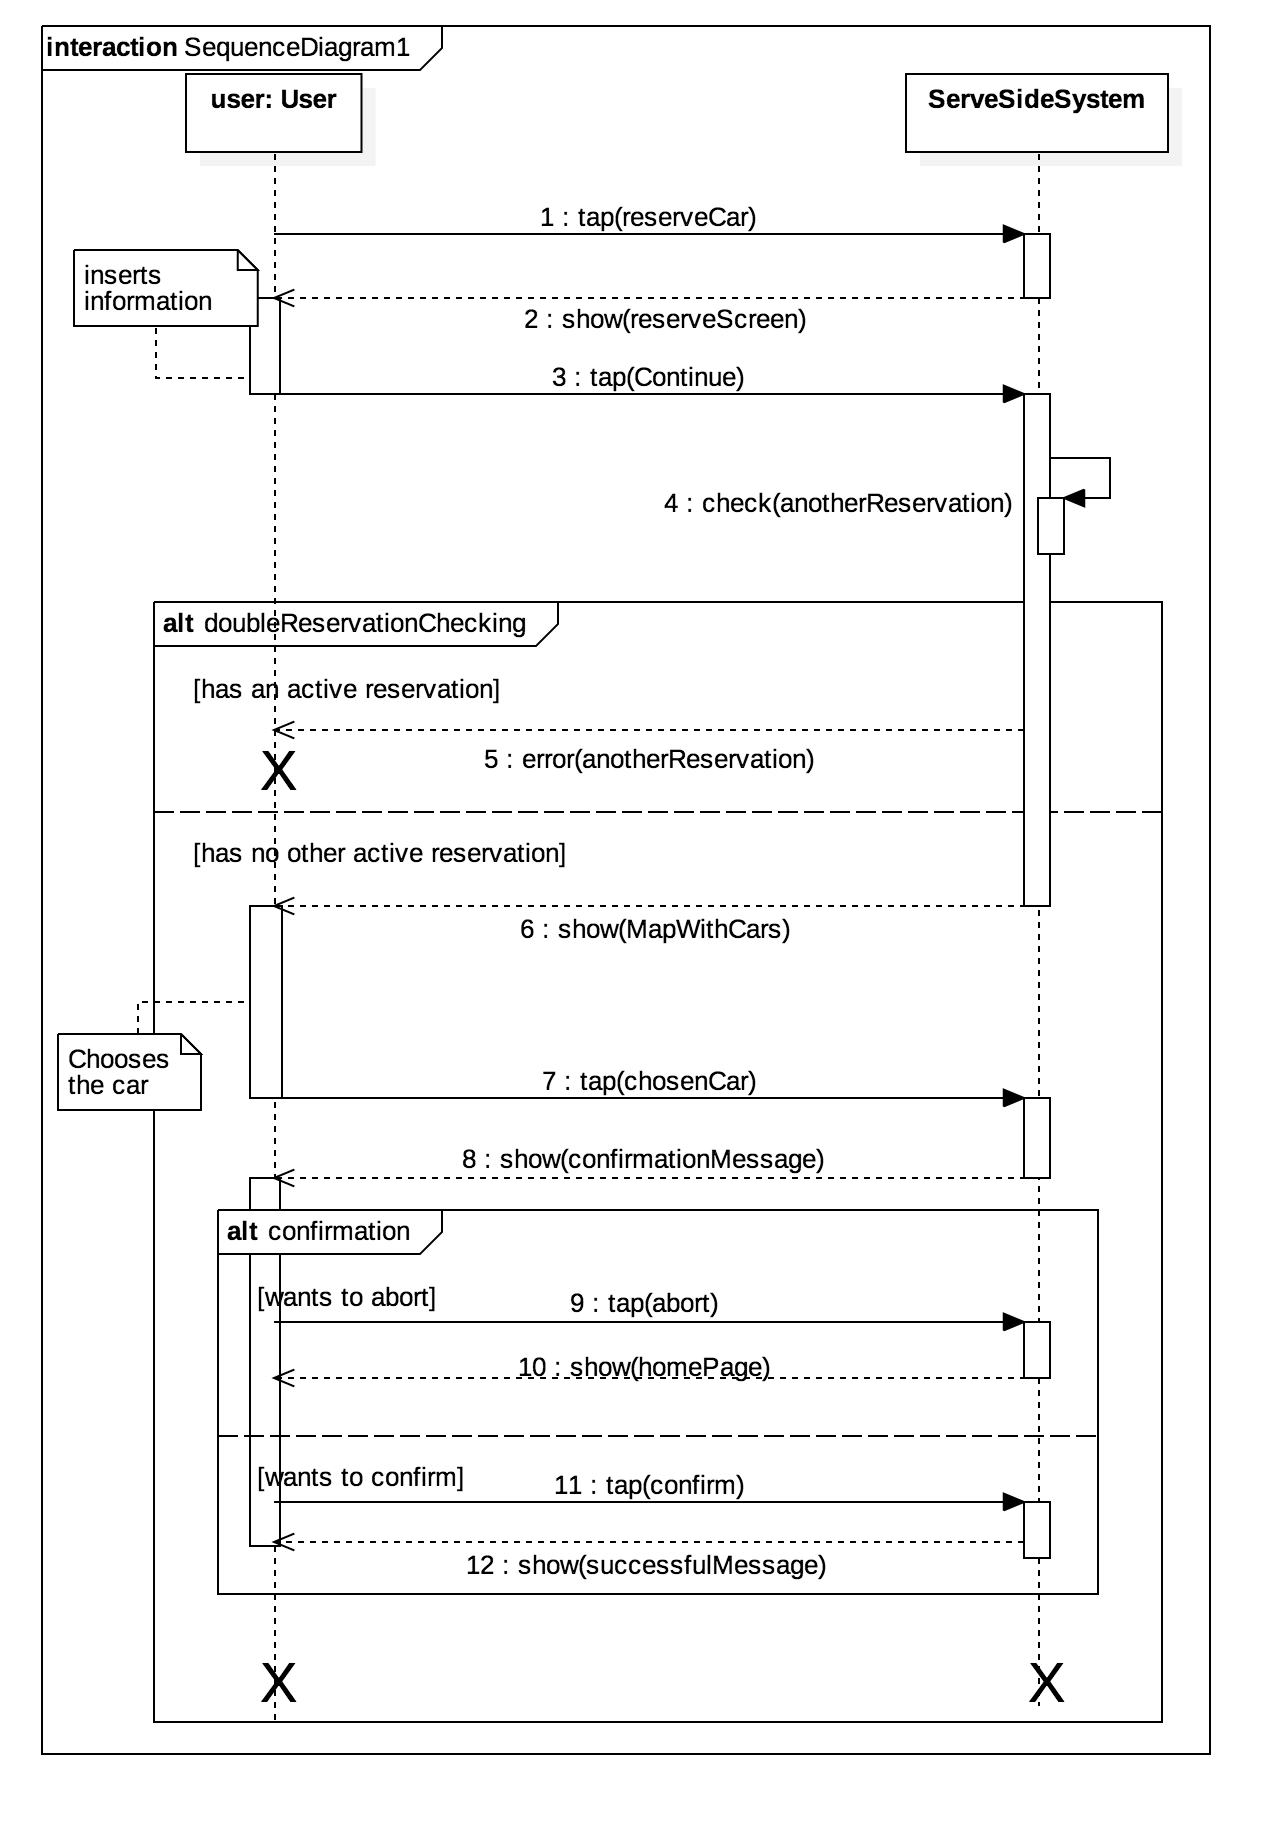 interaction SequenceDiagram1
user: User
ServeSideSystem
1 : tap(reserveCar)
inserts
information
2 : show(reserveScreen)
3 : tap(Continue)
4 : check(anotherReservation)
alt doubleReservationChecking
[has an active reservation]
5 : error(anotherReservation)
[has no other active reservation]
6 : show(MapWithCars)
Chooses
the car
7 : tap(chosenCar)
8 : show(confirmationMessage)
alt confirmation
[wants to abort]
9 : tap(abort)
10 : show(homePage)
[wants to confirm]
11 : tap(confirm)
12 : show(successfulMessage)